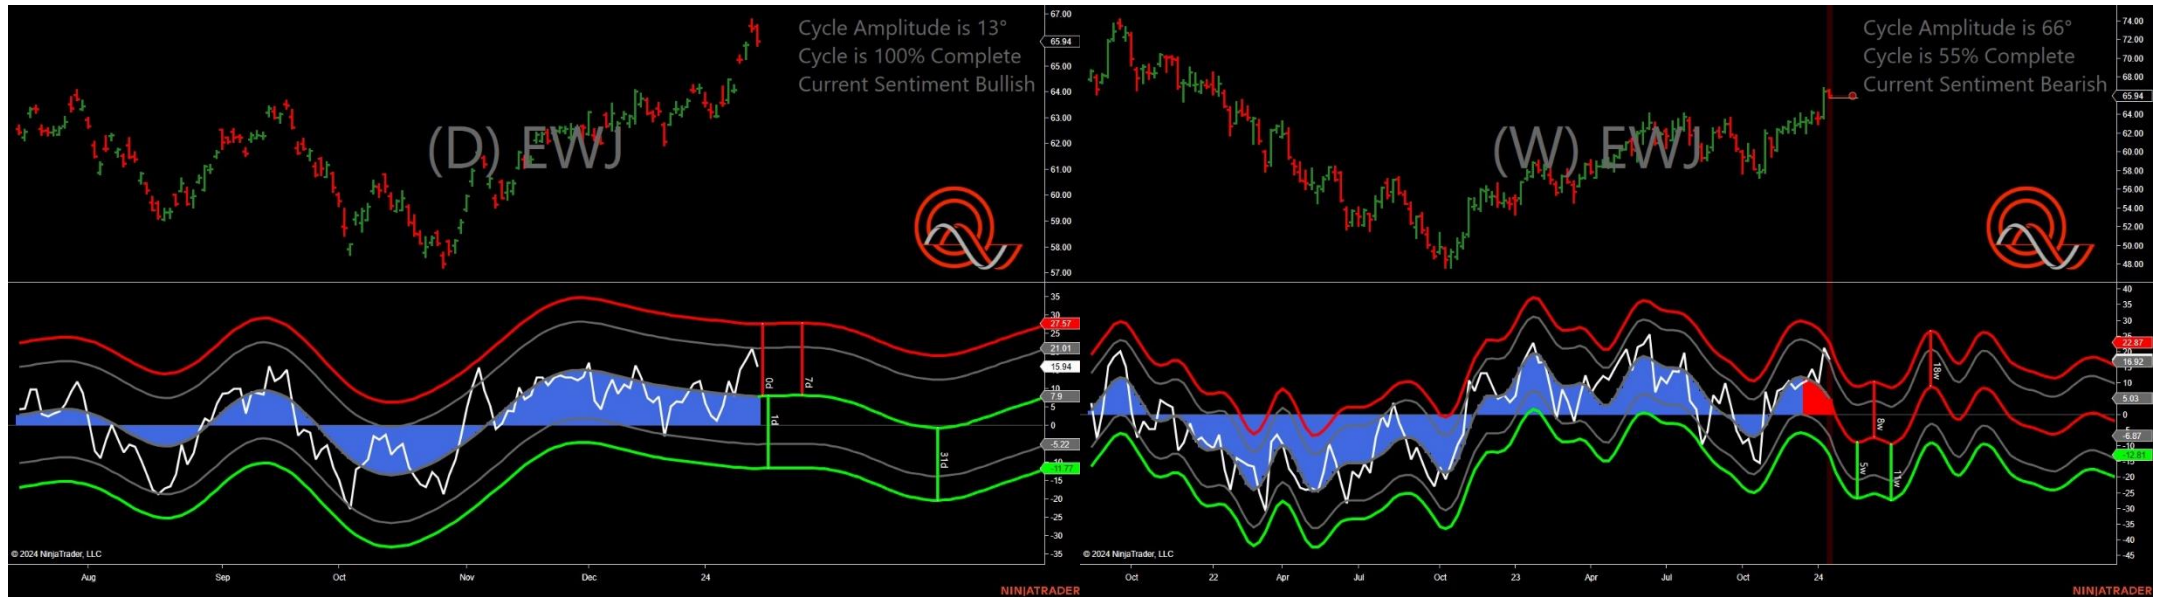 Cycle Amplitude is 13°
Cycle is 100% Complete
Current Sentiment Bullish
(D) EWJ
67.00
65.94
65.00
64.00
63.00
62.00
61.00
60.00
59.00
58.00
57.00
35
30
27.57
25
21.01
15.94
10
7.9
5
0
-5.22
-10
-11.77
-15
-20
-25
-30
-35
0d
7d
1d
31d
© 2024 NinjaTrader, LLC
Aug Sep Oct Nov Dec 24
NINJATRADER
Cycle Amplitude is 66°
Cycle is 55% Complete
Current Sentiment Bearish
(W) EWJ
74.00
72.00
70.00
68.00
65.94
64.00
62.00
60.00
58.00
56.00
54.00
52.00
50.00
48.00
40
35
30
25
22.87
16.92
10
5.03
0
-6.87
-10
-12.81
-20
-25
-30
-35
-40
-45
5w
8w
11w
18w
© 2024 NinjaTrader, LLC
Oct 22 Apr Jul Oct 23 Apr Jul Oct 24
NINJATRADER